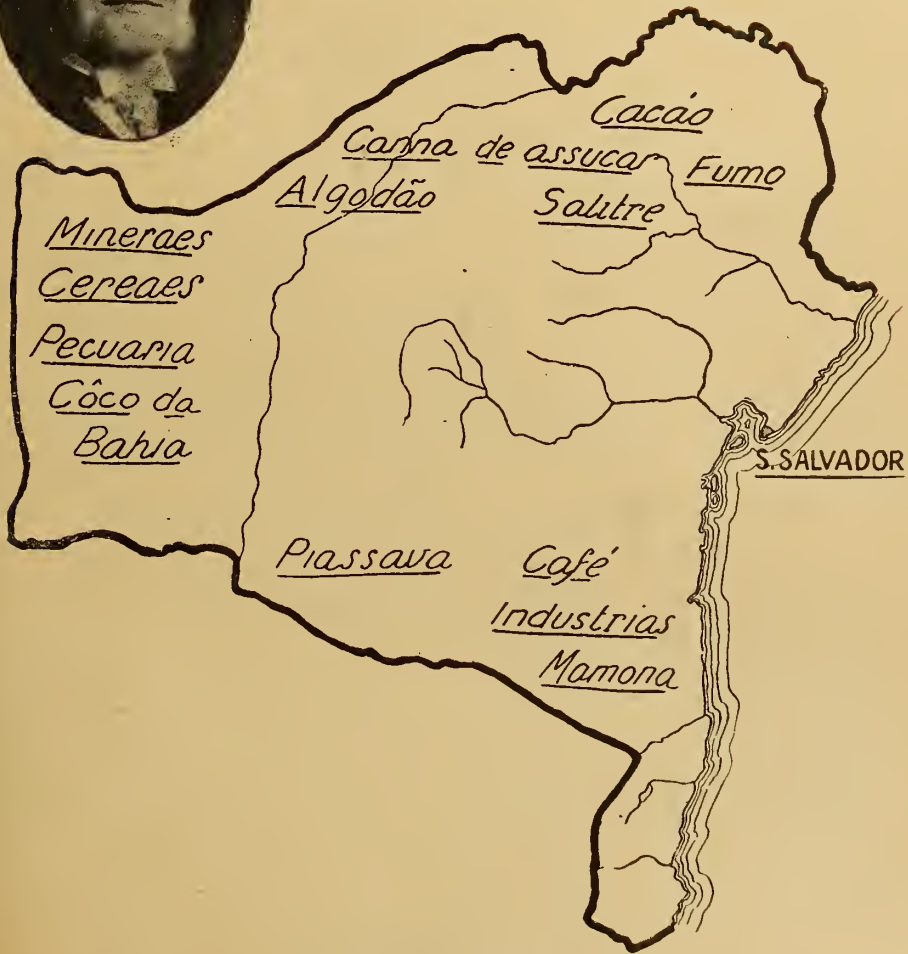 Cacáo
Canna de assucar
Fumo
Algodão
Salitre
Mineraes
Cereaes
Pecuaria
Côco da
Bahia
S. SALVADOR
Piassava
Café
Industrias
Mamona